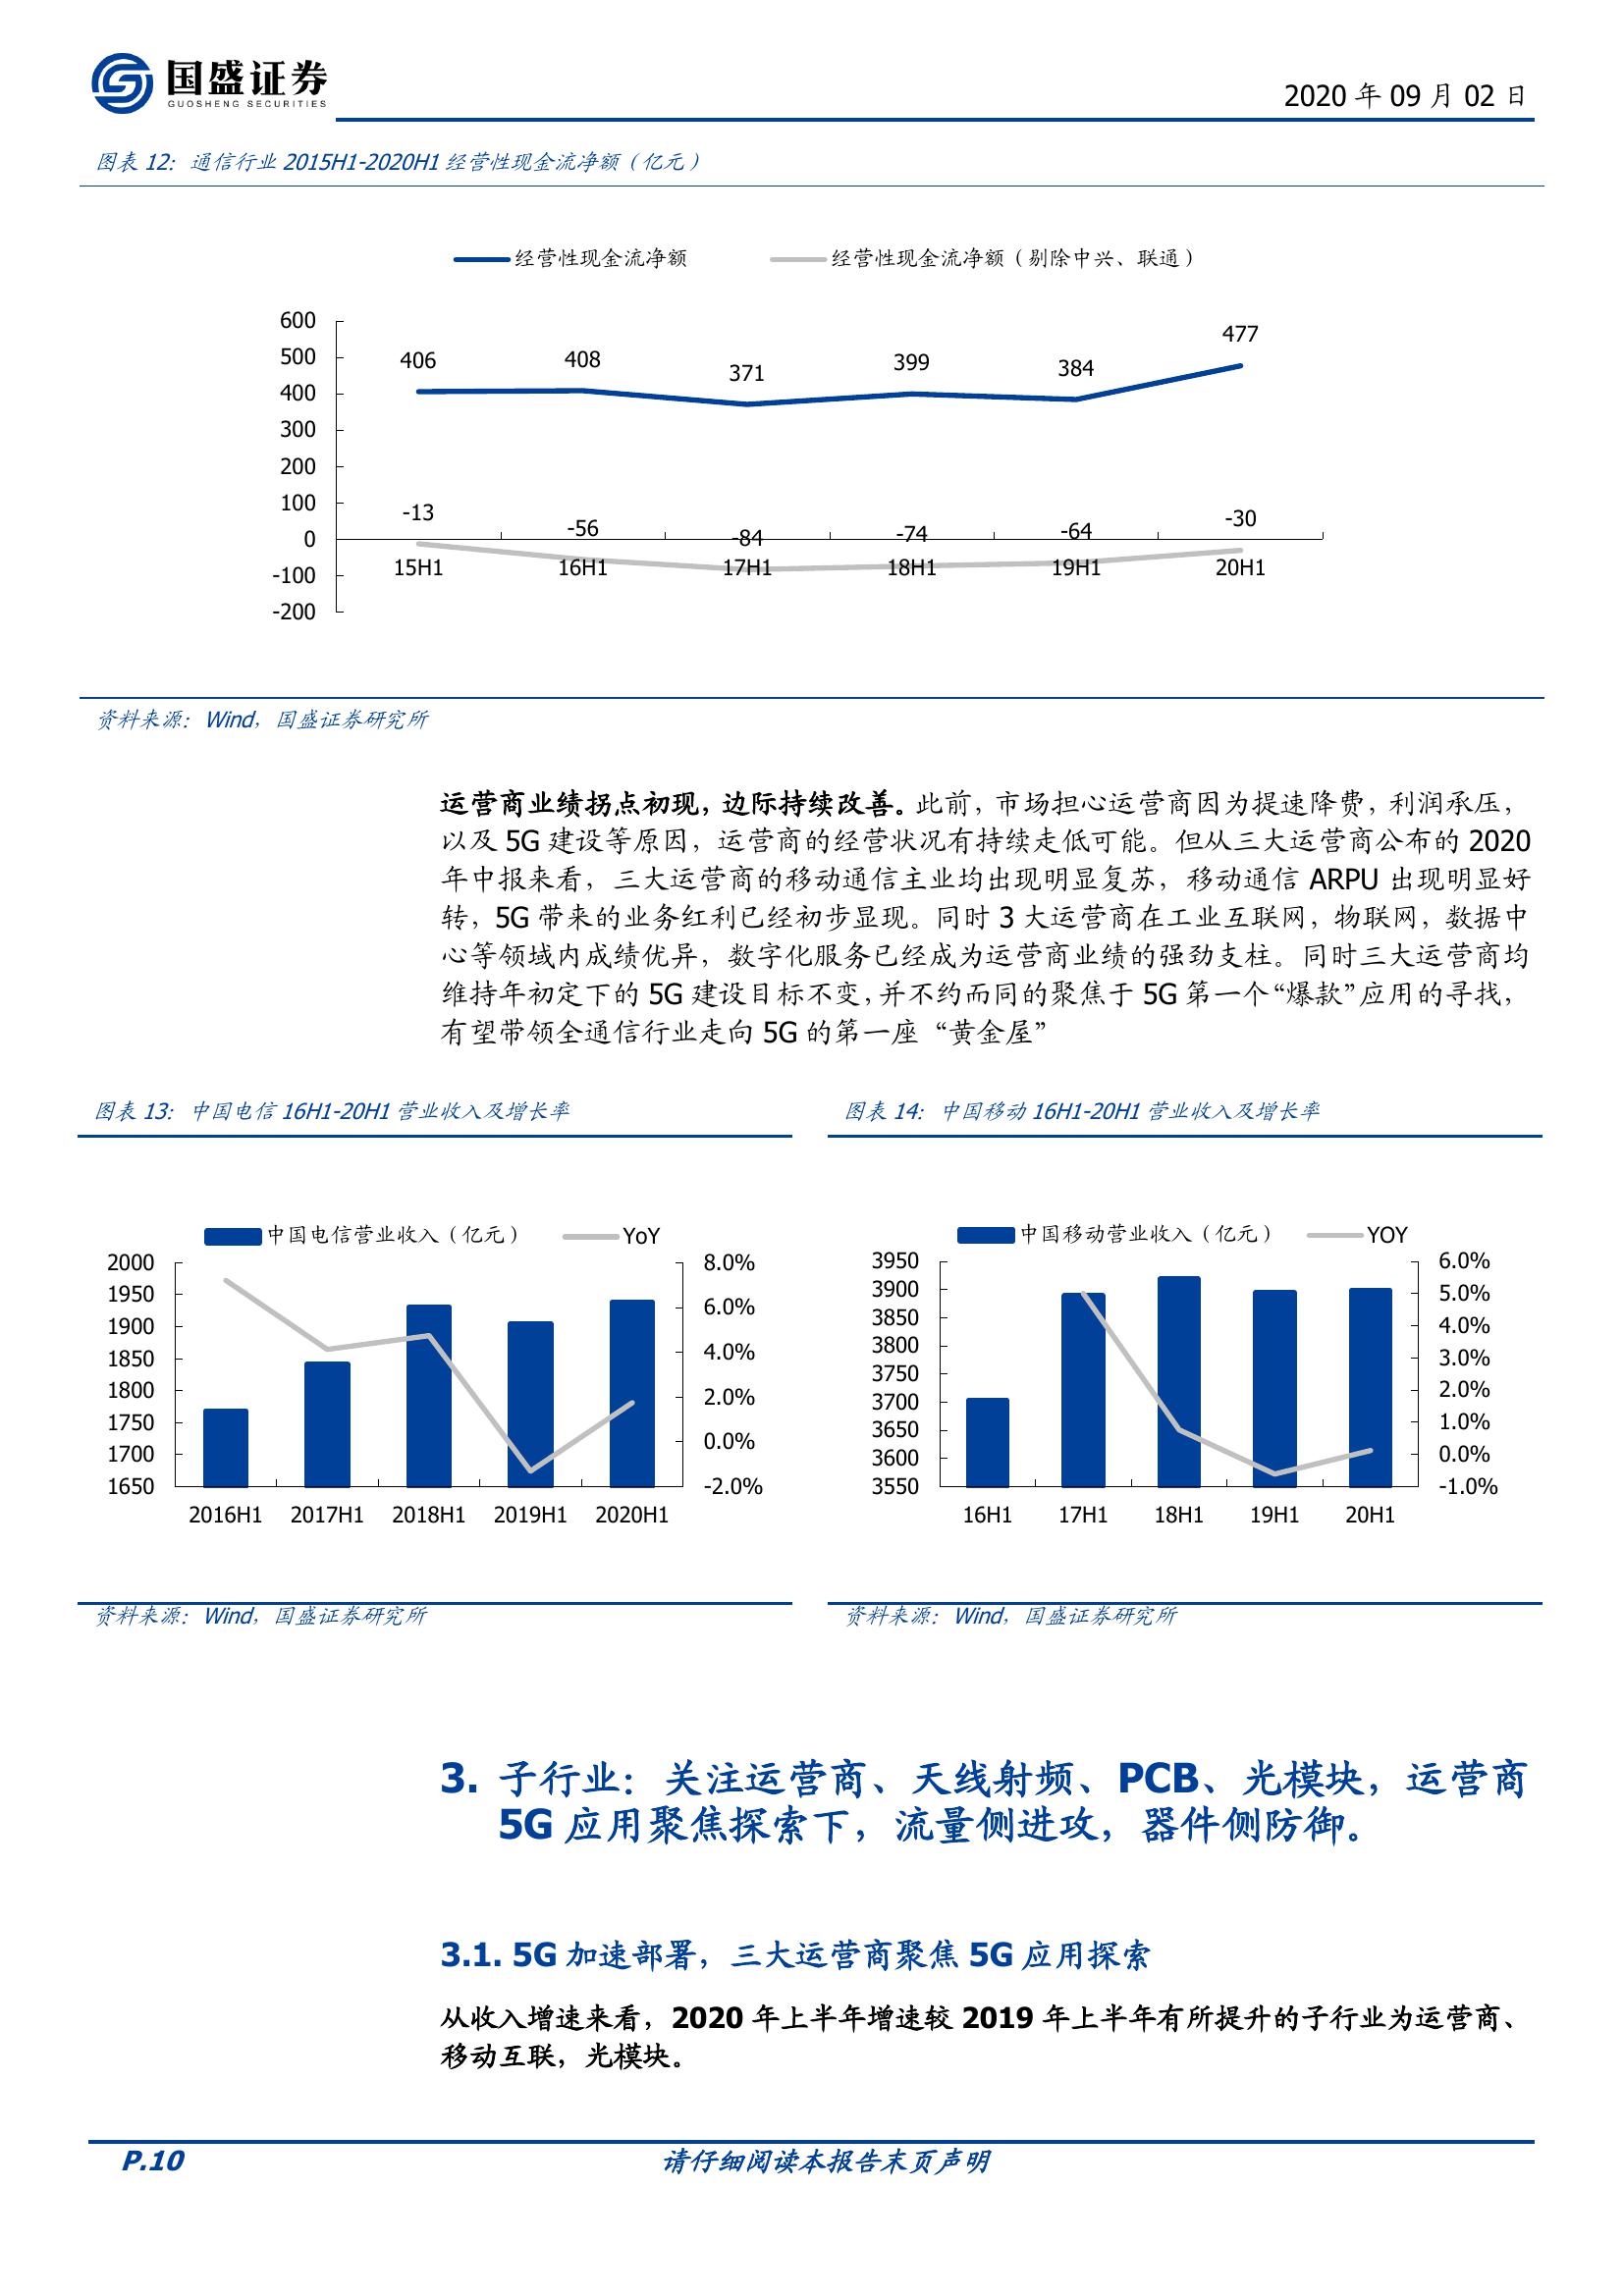 国盛证券
GUOSHENG SECURITIES
2020 年 09 月 02 日
图表 12: 通信行业 2015H1-2020H1 经营性现金流净额（亿元）
经营性现金流净额 经营性现金流净额（剔除中兴、联通）
600
500
400
300
200
100
0
-100
-200
406 408 371 399 384 477
-13 -56 -84 -74 -64 -30
15H1 16H1 17H1 18H1 19H1 20H1
资料来源：Wind，国盛证券研究所
运营商业绩拐点初现，边际持续改善。此前，市场担心运营商因为提速降费，利润承压，
以及 5G 建设等原因，运营商的经营状况有持续走低可能。但从三大运营商公布的 2020
年中报来看，三大运营商的移动通信主业均出现明显复苏，移动通信 ARPU 出现明显好
转，5G 带来的业务红利已经初步显现。同时 3 大运营商在工业互联网，物联网，数据中
心等领域内成绩优异，数字化服务已经成为运营商业绩的强劲支柱。同时三大运营商均
维持年初定下的 5G 建设目标不变，并不约而同的聚焦于 5G 第一个“爆款”应用的寻找，
有望带领全通信行业走向 5G 的第一座 “黄金屋”
图表 13: 中国电信 16H1-20H1 营业收入及增长率
中国电信营业收入（亿元） YoY
2000
1950
1900
1850
1800
1750
1700
1650
8.0%
6.0%
4.0%
2.0%
0.0%
-2.0%
2016H1 2017H1 2018H1 2019H1 2020H1
资料来源：Wind，国盛证券研究所
图表 14: 中国移动 16H1-20H1 营业收入及增长率
中国移动营业收入（亿元） YOY
3950
3900
3850
3800
3750
3700
3650
3600
3550
6.0%
5.0%
4.0%
3.0%
2.0%
1.0%
0.0%
-1.0%
16H1 17H1 18H1 19H1 20H1
资料来源：Wind，国盛证券研究所
3. 子行业：关注运营商、天线射频、PCB、光模块，运营商
5G 应用聚焦探索下，流量侧进攻，器件侧防御。
3.1. 5G 加速部署，三大运营商聚焦 5G 应用探索
从收入增速来看，2020 年上半年增速较 2019 年上半年有所提升的子行业为运营商、
移动互联，光模块。
P.10 请仔细阅读本报告末页声明